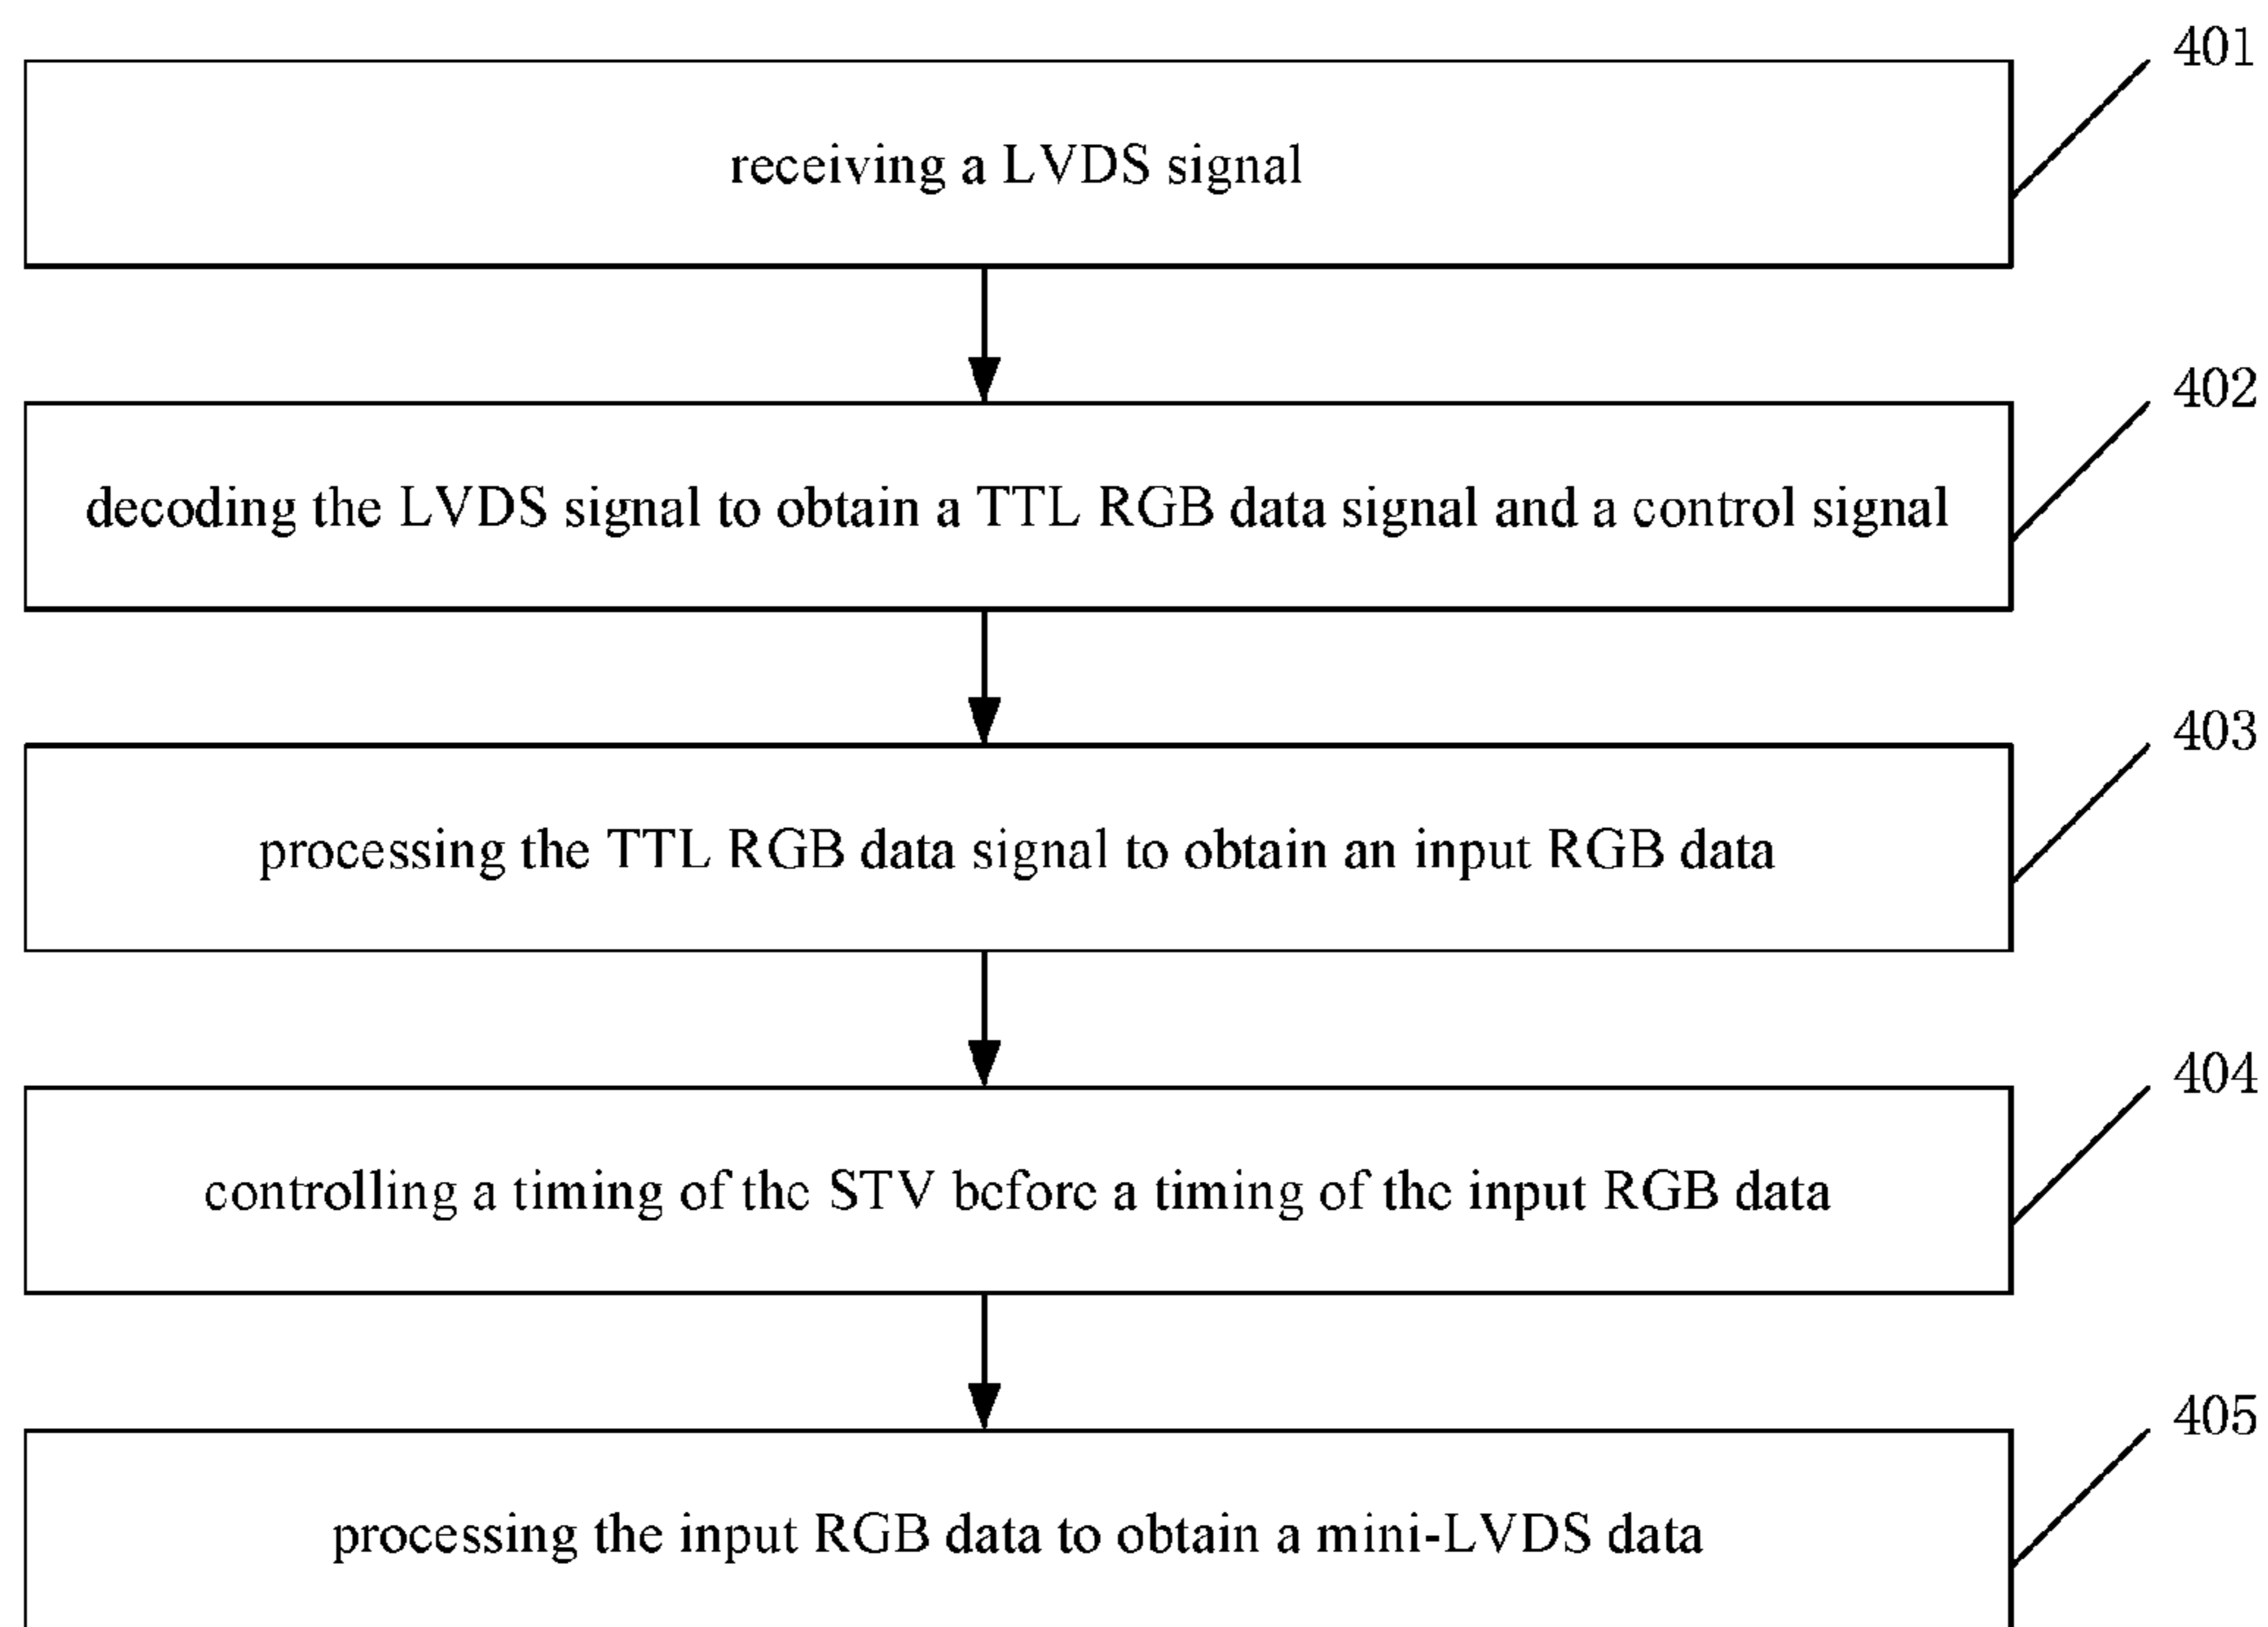 401
receiving a LVDS signal
402
decoding the LVDS signal to obtain a TTL RGB data signal and a control signal
403
processing the TTL RGB data signal to obtain an input RGB data
404
controlling a timing of the STV before a timing of the input RGB data
405
processing the input RGB data to obtain a mini-LVDS data